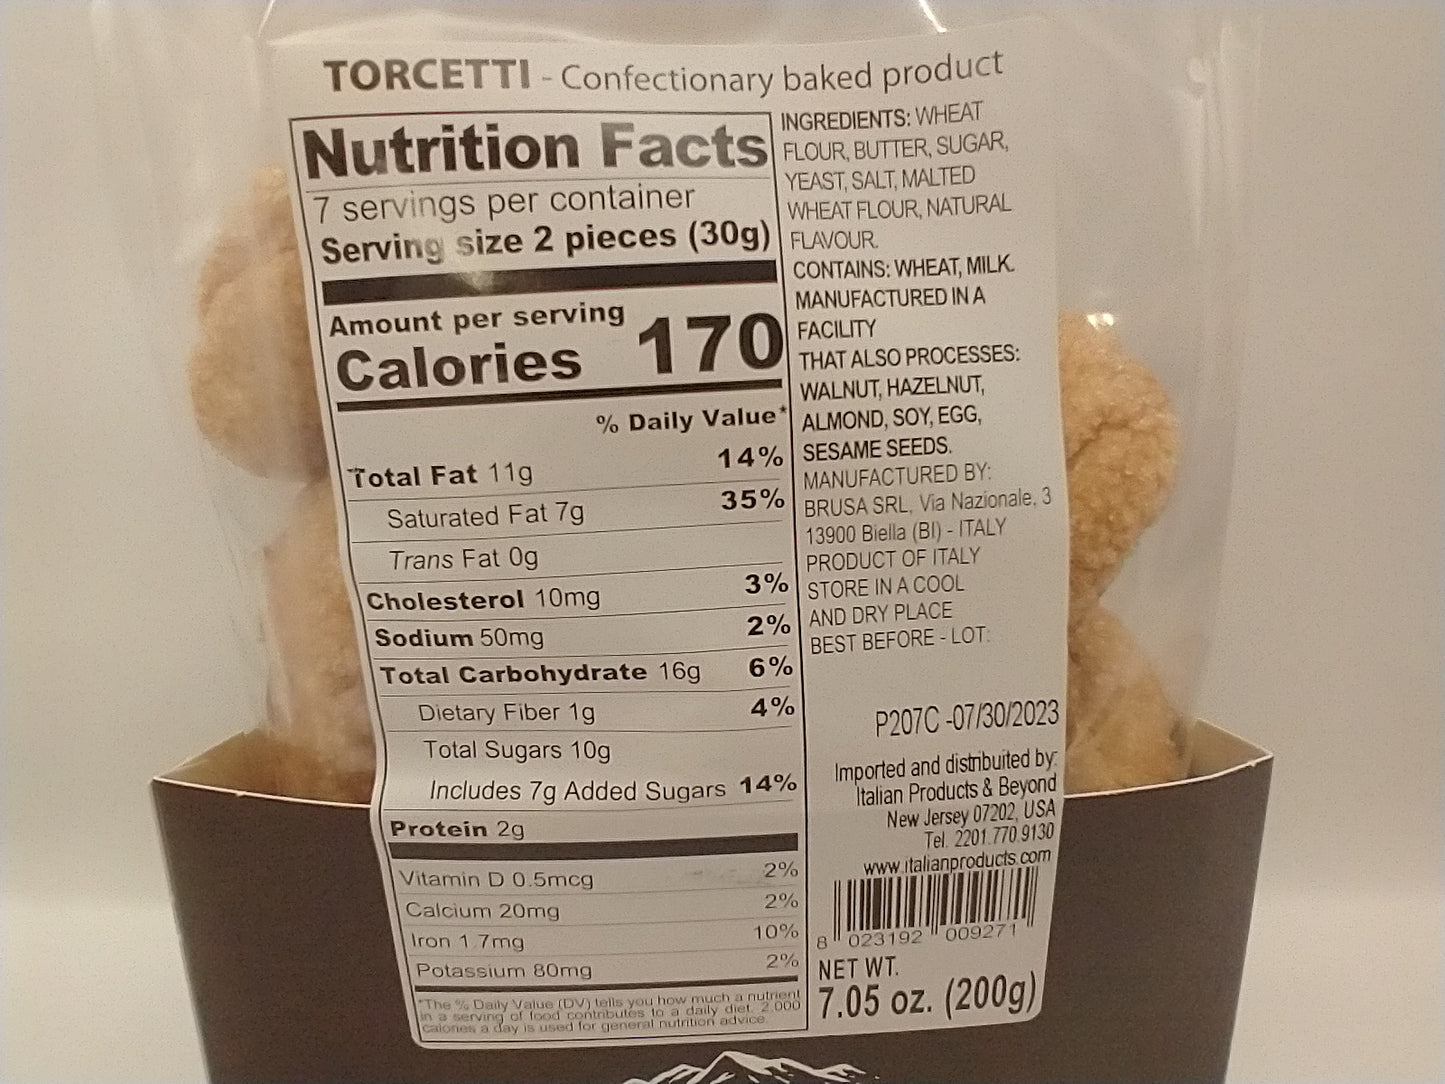 TORCETTI - Confectionary baked product
Nutrition Facts
7 servings per container
Serving size 2 pieces (30g)
Amount per serving
Calories 170
% Daily Value*
Total Fat 11g 14%
Saturated Fat 7g 35%
Trans Fat 0g
Cholesterol 10mg 3%
Sodium 50mg 2%
Total Carbohydrate 16g 6%
Dietary Fiber 1g 4%
Total Sugars 10g
Includes 7g Added Sugars 14%
Protein 2g
Vitamin D 0.5mcg 2%
Calcium 20mg 2%
Iron 1.7mg 10%
Potassium 80mg 2%
*The % Daily Value (DV) tells you how much a nutrient
in a serving of food contributes to a daily diet. 2,000
calories a day is used for general nutrition advice.
INGREDIENTS: WHEAT
FLOUR, BUTTER, SUGAR,
YEAST, SALT, MALTED
WHEAT FLOUR, NATURAL
FLAVOUR.
CONTAINS: WHEAT, MILK.
MANUFACTURED IN A
FACILITY
THAT ALSO PROCESSES:
WALNUT, HAZELNUT,
ALMOND, SOY, EGG,
SESAME SEEDS.
MANUFACTURED BY:
BRUSA SRL, Via Nazionale, 3
13900 Biella (BI) - ITALY
PRODUCT OF ITALY
STORE IN A COOL
AND DRY PLACE
BEST BEFORE - LOT:
P207C -07/30/2023
Imported and distribuited by:
Italian Products & Beyond
New Jersey 07202, USA
Tel. 2201.770.9130
www.italianproducts.com
8 023192 009271
NET WT.
7.05 oz. (200g)